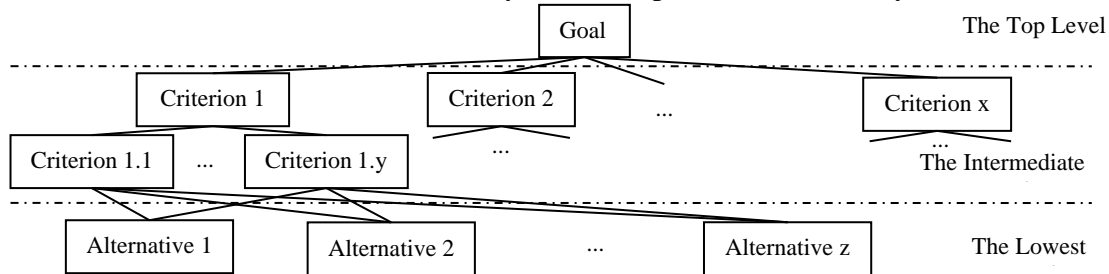 Goal
The Top Level
Criterion 1
Criterion 2
...
Criterion x
Criterion 1.1
...
Criterion 1.y
...
...
The Intermediate
Alternative 1
Alternative 2
...
Alternative z
The Lowest